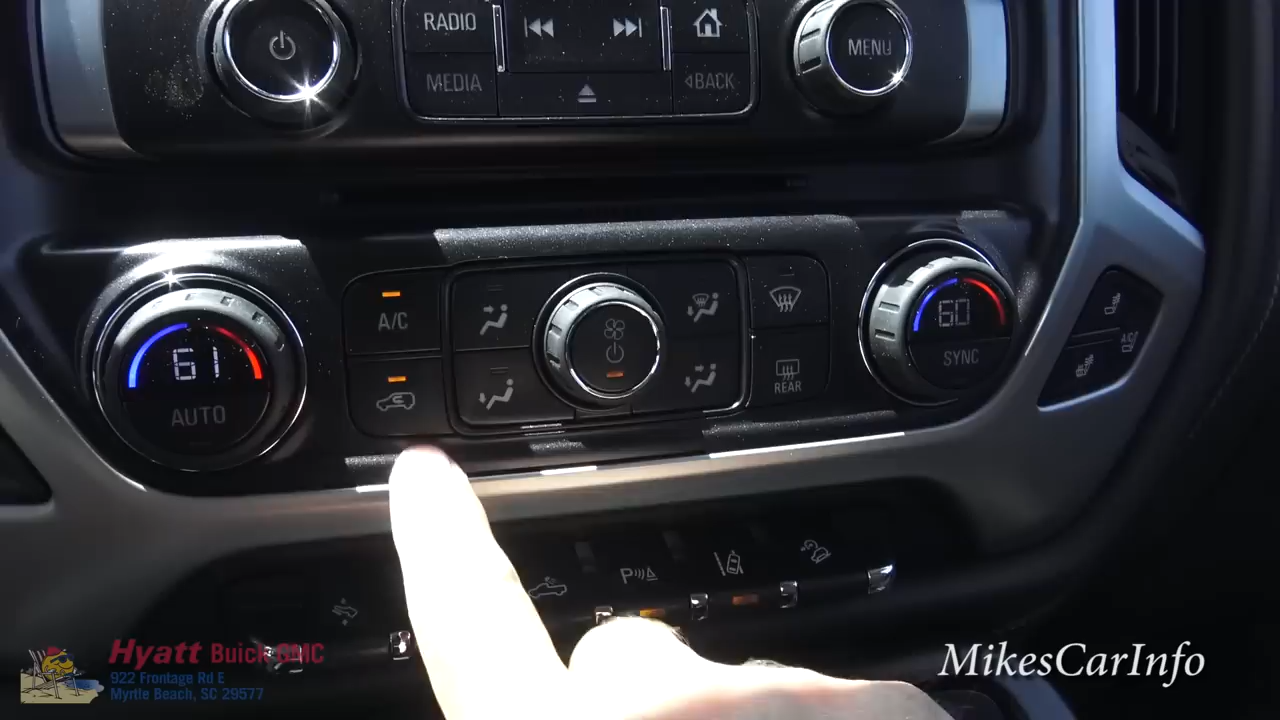 RADIO
MEDIA
BACK
MENU
61
AUTO
A/C
REAR
60
SYNC
A/C
P
Hyatt Buick GMC
922 Frontage Rd E
Myrtle Beach, SC 29577
MikesCarInfo